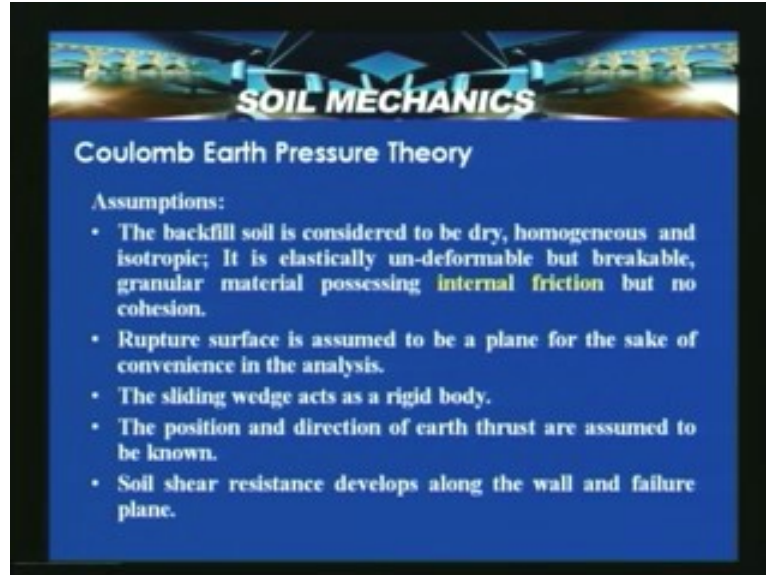 SOIL MECHANICS
Coulomb Earth Pressure Theory
Assumptions:
• The backfill soil is considered to be dry, homogeneous and
isotropic; It is elastically un-deformable but breakable,
granular material possessing internal friction but no
cohesion.
• Rupture surface is assumed to be a plane for the sake of
convenience in the analysis.
• The sliding wedge acts as a rigid body.
• The position and direction of earth thrust are assumed to
be known.
• Soil shear resistance develops along the wall and failure
plane.